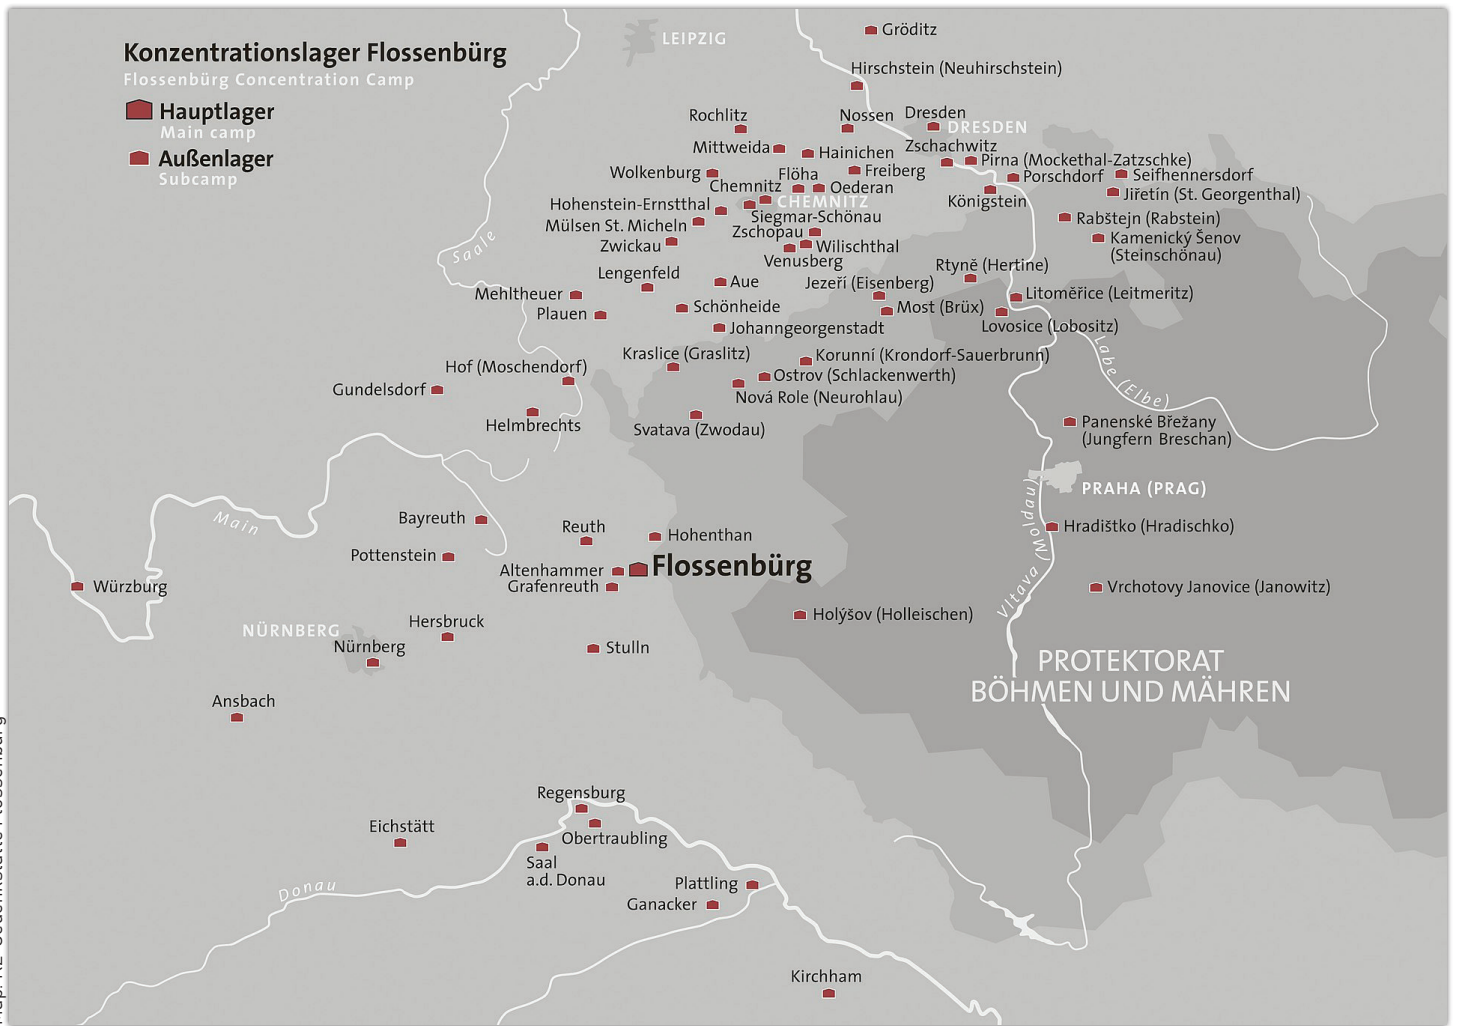 Konzentrationslager Flossenbürg
Flossenbürg Concentration Camp
Hauptlager
Main camp
Außenlager
Subcamp
LEIPZIG
Gröditz
Hirschstein (Neuhirschstein)
Rochlitz
Nossen
Dresden
DRESDEN
Mittweida
Hainichen
Zschachwitz
Pirna (Mockethal-Zatzschke)
Wolkenburg
Flöha
Freiberg
Porschdorf
Seifhennersdorf
Chemnitz
Oederan
Jiřetín (St. Georgenthal)
Hohenstein-Ernstthal
CHEMNITZ
Königstein
Siegmar-Schönau
Rabštejn (Rabstein)
Mülsen St. Micheln
Zschopau
Kamenický Šenov
(Steinschönau)
Zwickau
Wilischthal
Venusberg
Saale
Rtyně (Hertine)
Lengenfeld
Aue
Jezeří (Eisenberg)
Mehltheuer
Litoměřice (Leitmeritz)
Plauen
Schönheide
Most (Brüx)
Johanngeorgenstadt
Lovosice (Lobositz)
Kraslice (Graslitz)
Korunní (Krondorf-Sauerbrunn)
Labe (Elbe)
Hof (Moschendorf)
Ostrov (Schlackenwerth)
Gundelsdorf
Nová Role (Neurohlau)
Helmbrechts
Svatava (Zwodau)
Panenské Břežany
(Jungfern Breschan)
PRAHA (PRAG)
Main
Bayreuth
Reuth
Hohenthan
Vltava (Moldau)
Hradištko (Hradischko)
Pottenstein
Altenhammer
Flossenbürg
Würzburg
Grafenreuth
Vrchotovy Janovice (Janowitz)
Hersbruck
Holýšov (Holleischen)
NÜRNBERG
Nürnberg
Stulln
PROTEKTORAT
BÖHMEN UND MÄHREN
Ansbach
Regensburg
Eichstätt
Obertraubling
Saal
a.d. Donau
Donau
Plattling
Ganacker
Kirchham